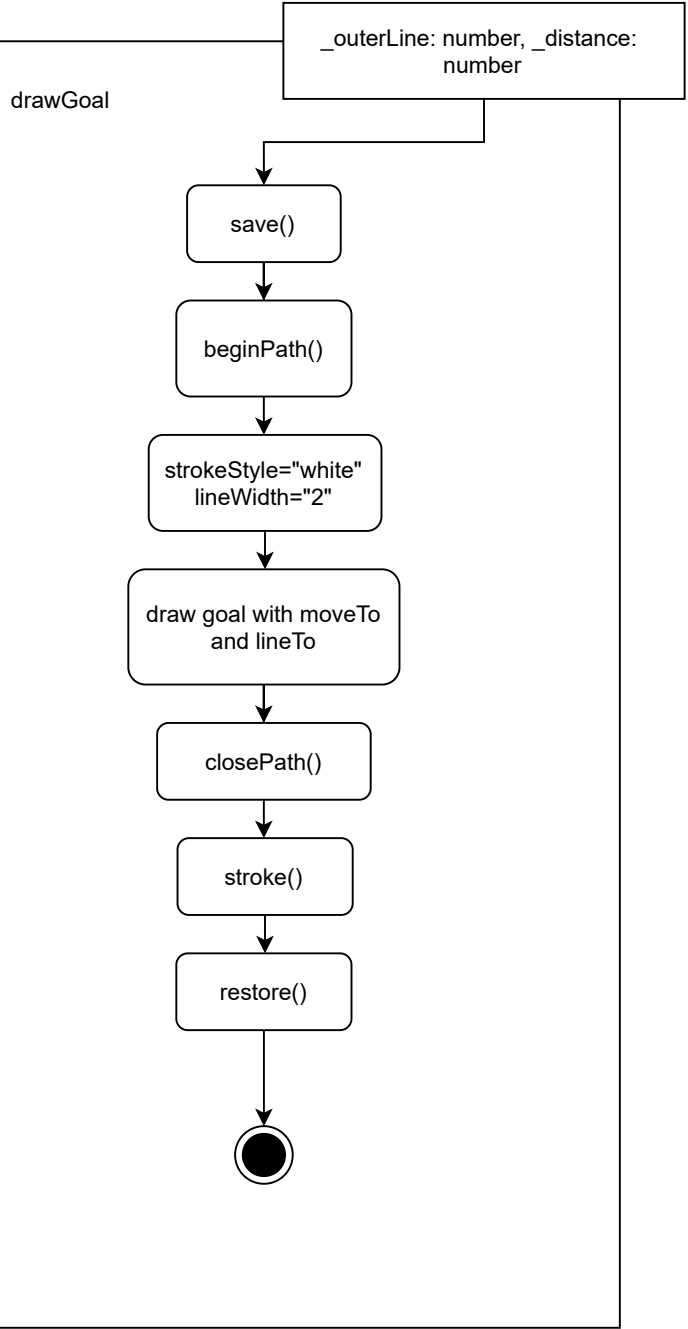 _outerLine: number, _distance:
number
drawGoal
save()
beginPath()
strokeStyle="white"
lineWidth="2"
draw goal with moveTo
and lineTo
closePath()
stroke()
restore()